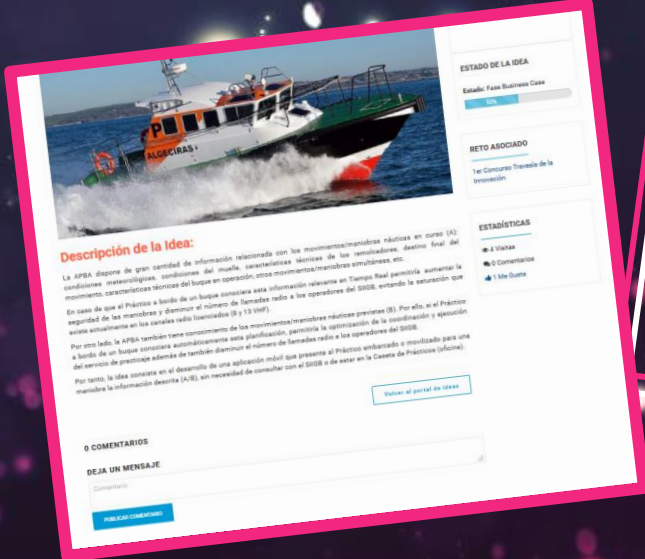 P
ALGECIRAS
Descripción de la Idea:
La APBA dispone de gran cantidad de información relacionada con los movimientos/maniobras náuticas en curso (A):
condiciones meteorológicas, condiciones del muelle, características técnicas de los remolcadores, destino final del
movimiento, características técnicas del buque en operación, otros movimientos/maniobras simultáneas, etc.
En caso de que el Práctico a bordo de un buque conociera esta información relevante en Tiempo Real permitiría aumentar la
seguridad de las maniobras y disminuir el número de llamadas radio a los operadores del SIIGB, evitando la saturación que
existe actualmente en los canales radio licenciados (8 y 13 VHF).
Por otro lado, la APBA también tiene conocimiento de los movimientos/maniobras náuticas previstas (B). Por ello, si el Práctico
a bordo de un buque conociera automáticamente esta planificación, permitiría la optimización de la coordinación y ejecución
del servicio de practicaje además de también disminuir el número de llamadas radio a los operadores del SIIGB.
Por tanto, la idea consiste en el desarrollo de una aplicación móvil que presente al Práctico embarcado o movilizado para una
maniobra la información descrita (A/B), sin necesidad de consultar con el SIIGB o de estar en la Caseta de Prácticos (oficina).
Volver al portal de ideas
0 COMENTARIOS
DEJA UN MENSAJE
Comentario
PUBLICAR COMENTARIO
ESTADO DE LA IDEA
Estado: Fase Business Case
50%
RETO ASOCIADO
1er Concurso Travesía de la
Innovación
ESTADÍSTICAS
4 Visitas
0 Comentarios
1 Me Gusta